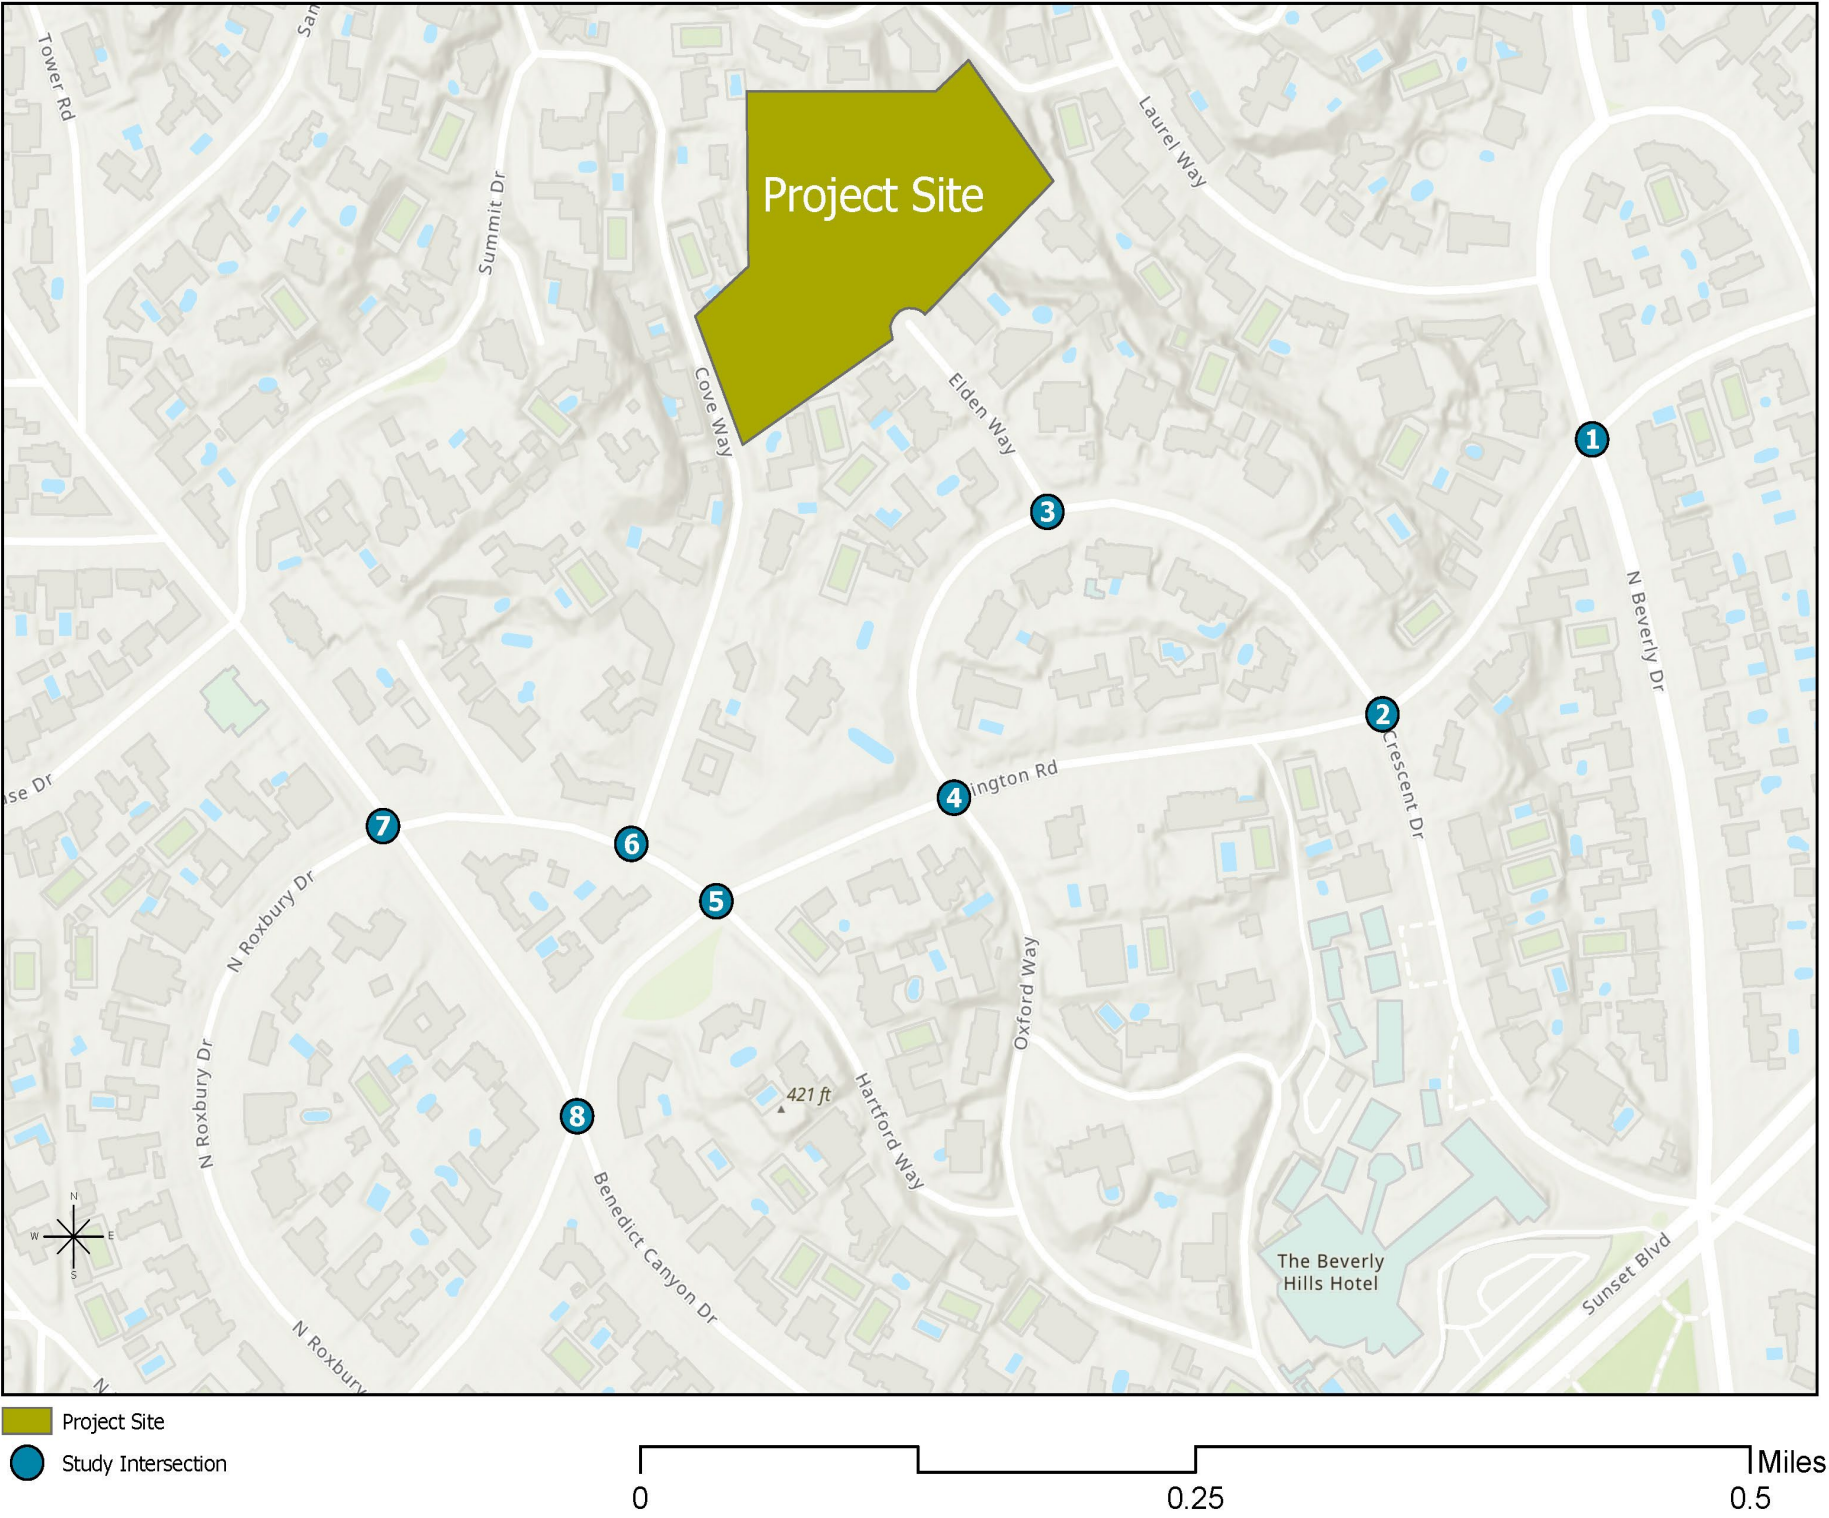 Tower Rd
San
Laurel Way
Project Site
Summit Dr
Cove Way
Elden Way
1
3
N Beverly Dr
2
Crescent Dr
ington Rd
4
se Dr
7
6
5
N Roxbury Dr
Oxford Way
N Roxbury Dr
421 ft
Hartford Way
8
Benedict Canyon Dr
N
W
E
S
The Beverly
Hills Hotel
Sunset Blvd
N Roxbury
N
Project Site
Study Intersection
Miles
0
0.25
0.5